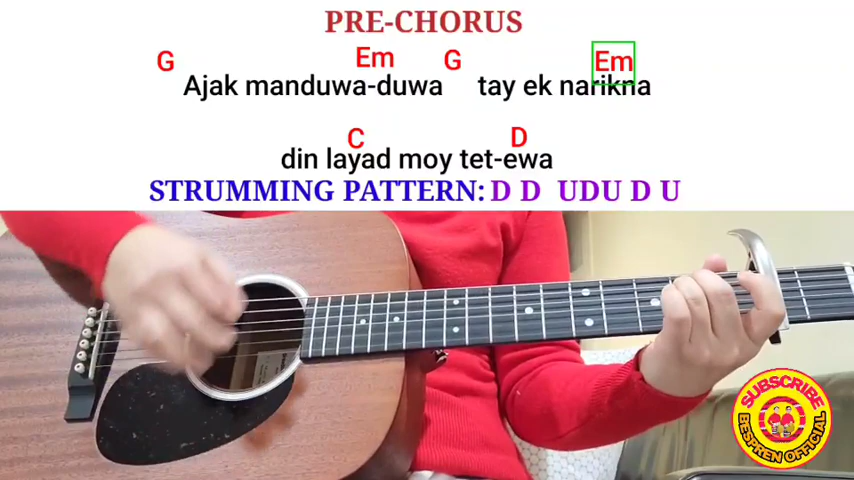 PRE-CHORUS
G Em G Em
Ajak manduwa-duwa tay ek narikna
C D
din layad moy tet-ewa
STRUMMING PATTERN: D D UDU D U
SUBSCRIBE
BESPREN OFFICIAL